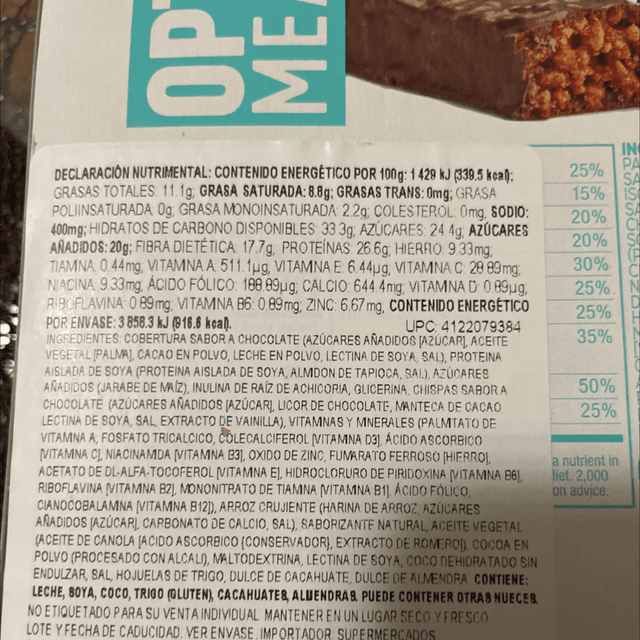 OPT
MEA
DECLARACIÓN NUTRIMENTAL: CONTENIDO ENERGÉTICO POR 100g: 1 429 kJ (339.5 kcal);
GRASAS TOTALES: 11.1g; GRASA SATURADA: 8.8g; GRASAS TRANS: 0mg; GRASA
POLIINSATURADA: 0g; GRASA MONOINSATURADA: 2.2g; COLESTEROL: 0mg, SODIO:
400mg; HIDRATOS DE CARBONO DISPONIBLES: 33.3g, AZÚCARES: 24.4g; AZÚCARES
AÑADIDOS: 20g; FIBRA DIETÉTICA: 17.7g, PROTEÍNAS: 26.6g; HIERRO: 9.33mg;
TIAMINA: 0.44mg, VITAMINA A: 511.1µg, VITAMINA E: 6.44µg, VITAMINA C: 28.89mg;
NIACINA: 9.33mg, ÁCIDO FÓLICO: 188.89µg, CALCIO: 644.4mg; VITAMINA D: 0.89µg;
RIBOFLAVINA: 0.89mg; VITAMINA B6: 0.89mg; ZINC: 6.67mg, CONTENIDO ENERGÉTICO
POR ENVASE: 3 858.3 kJ (916.6 kcal). UPC: 4122079384
INGREDIENTES: COBERTURA SABOR A CHOCOLATE (AZÚCARES AÑADIDOS [AZÚCAR], ACEITE
VEGETAL [PALMA], CACAO EN POLVO, LECHE EN POLVO, LECTINA DE SOYA, SAL), PROTEINA
AISLADA DE SOYA (PROTEINA AISLADA DE SOYA, ALMIDON DE TAPIOCA, SAL), AZÚCARES
AÑADIDOS (JARABE DE MAÍZ), INULINA DE RAÍZ DE ACHICORIA, GLICERINA, CHISPAS SABOR A
CHOCOLATE (AZÚCARES AÑADIDOS [AZÚCAR], LICOR DE CHOCOLATE, MANTECA DE CACAO
LECTINA DE SOYA, SAL, EXTRACTO DE VAINILLA), VITAMINAS Y MINERALES (PALMITATO DE
VITAMINA A, FOSFATO TRICALCICO, COLECALCIFEROL [VITAMINA D3], ÁCIDO ASCORBICO
[VITAMINA C], NIACINAMIDA [VITAMINA B3], OXIDO DE ZINC, FUMARATO FERROSO [HIERRO],
ACETATO DE DL-ALFA-TOCOFEROL [VITAMINA E], HIDROCLORURO DE PIRIDOXINA [VITAMINA B6],
RIBOFLAVINA [VITAMINA B2], MONONITRATO DE TIAMINA [VITAMINA B1], ÁCIDO FÓLICO,
CIANOCOBALAMINA [VITAMINA B12]), ARROZ CRUJIENTE (HARINA DE ARROZ, AZÚCARES
AÑADIDOS [AZÚCAR], CARBONATO DE CALCIO, SAL), SABORIZANTE NATURAL, ACEITE VEGETAL
(ACEITE DE CANOLA [ACIDO ASCORBICO (CONSERVADOR), EXTRACTO DE ROMERO]), COCOA EN
POLVO (PROCESADO CON ALCALI), MALTODEXTRINA, LECTINA DE SOYA, COCO DEHIDRATADO SIN
ENDULZAR, SAL, HOJUELAS DE TRIGO, DULCE DE CACAHUATE, DULCE DE ALMENDRA. CONTIENE:
LECHE, SOYA, COCO, TRIGO (GLUTEN), CACAHUATES, ALMENDRAS. PUEDE CONTENER OTRAS NUECES.
NO ETIQUETADO PARA SU VENTA INDIVIDUAL. MANTENER EN UN LUGAR SECO Y FRESCO.
LOTE Y FECHA DE CADUCIDAD: VER ENVASE. IMPORTADOR: SUPERMERCADOS
25%
15%
20%
20%
30%
25%
25%
35%
50%
25%
a nutrient in
diet. 2,000
on advice.